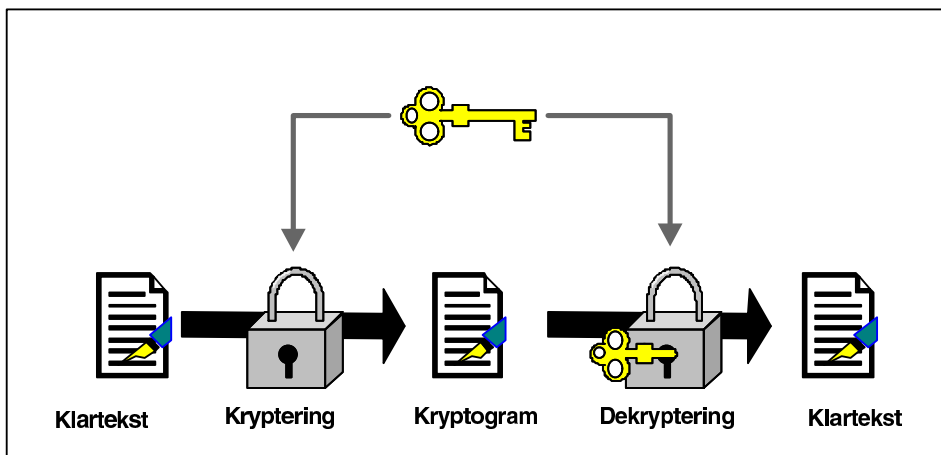 Klartekst
Kryptering
Kryptogram
Dekryptering
Klartekst